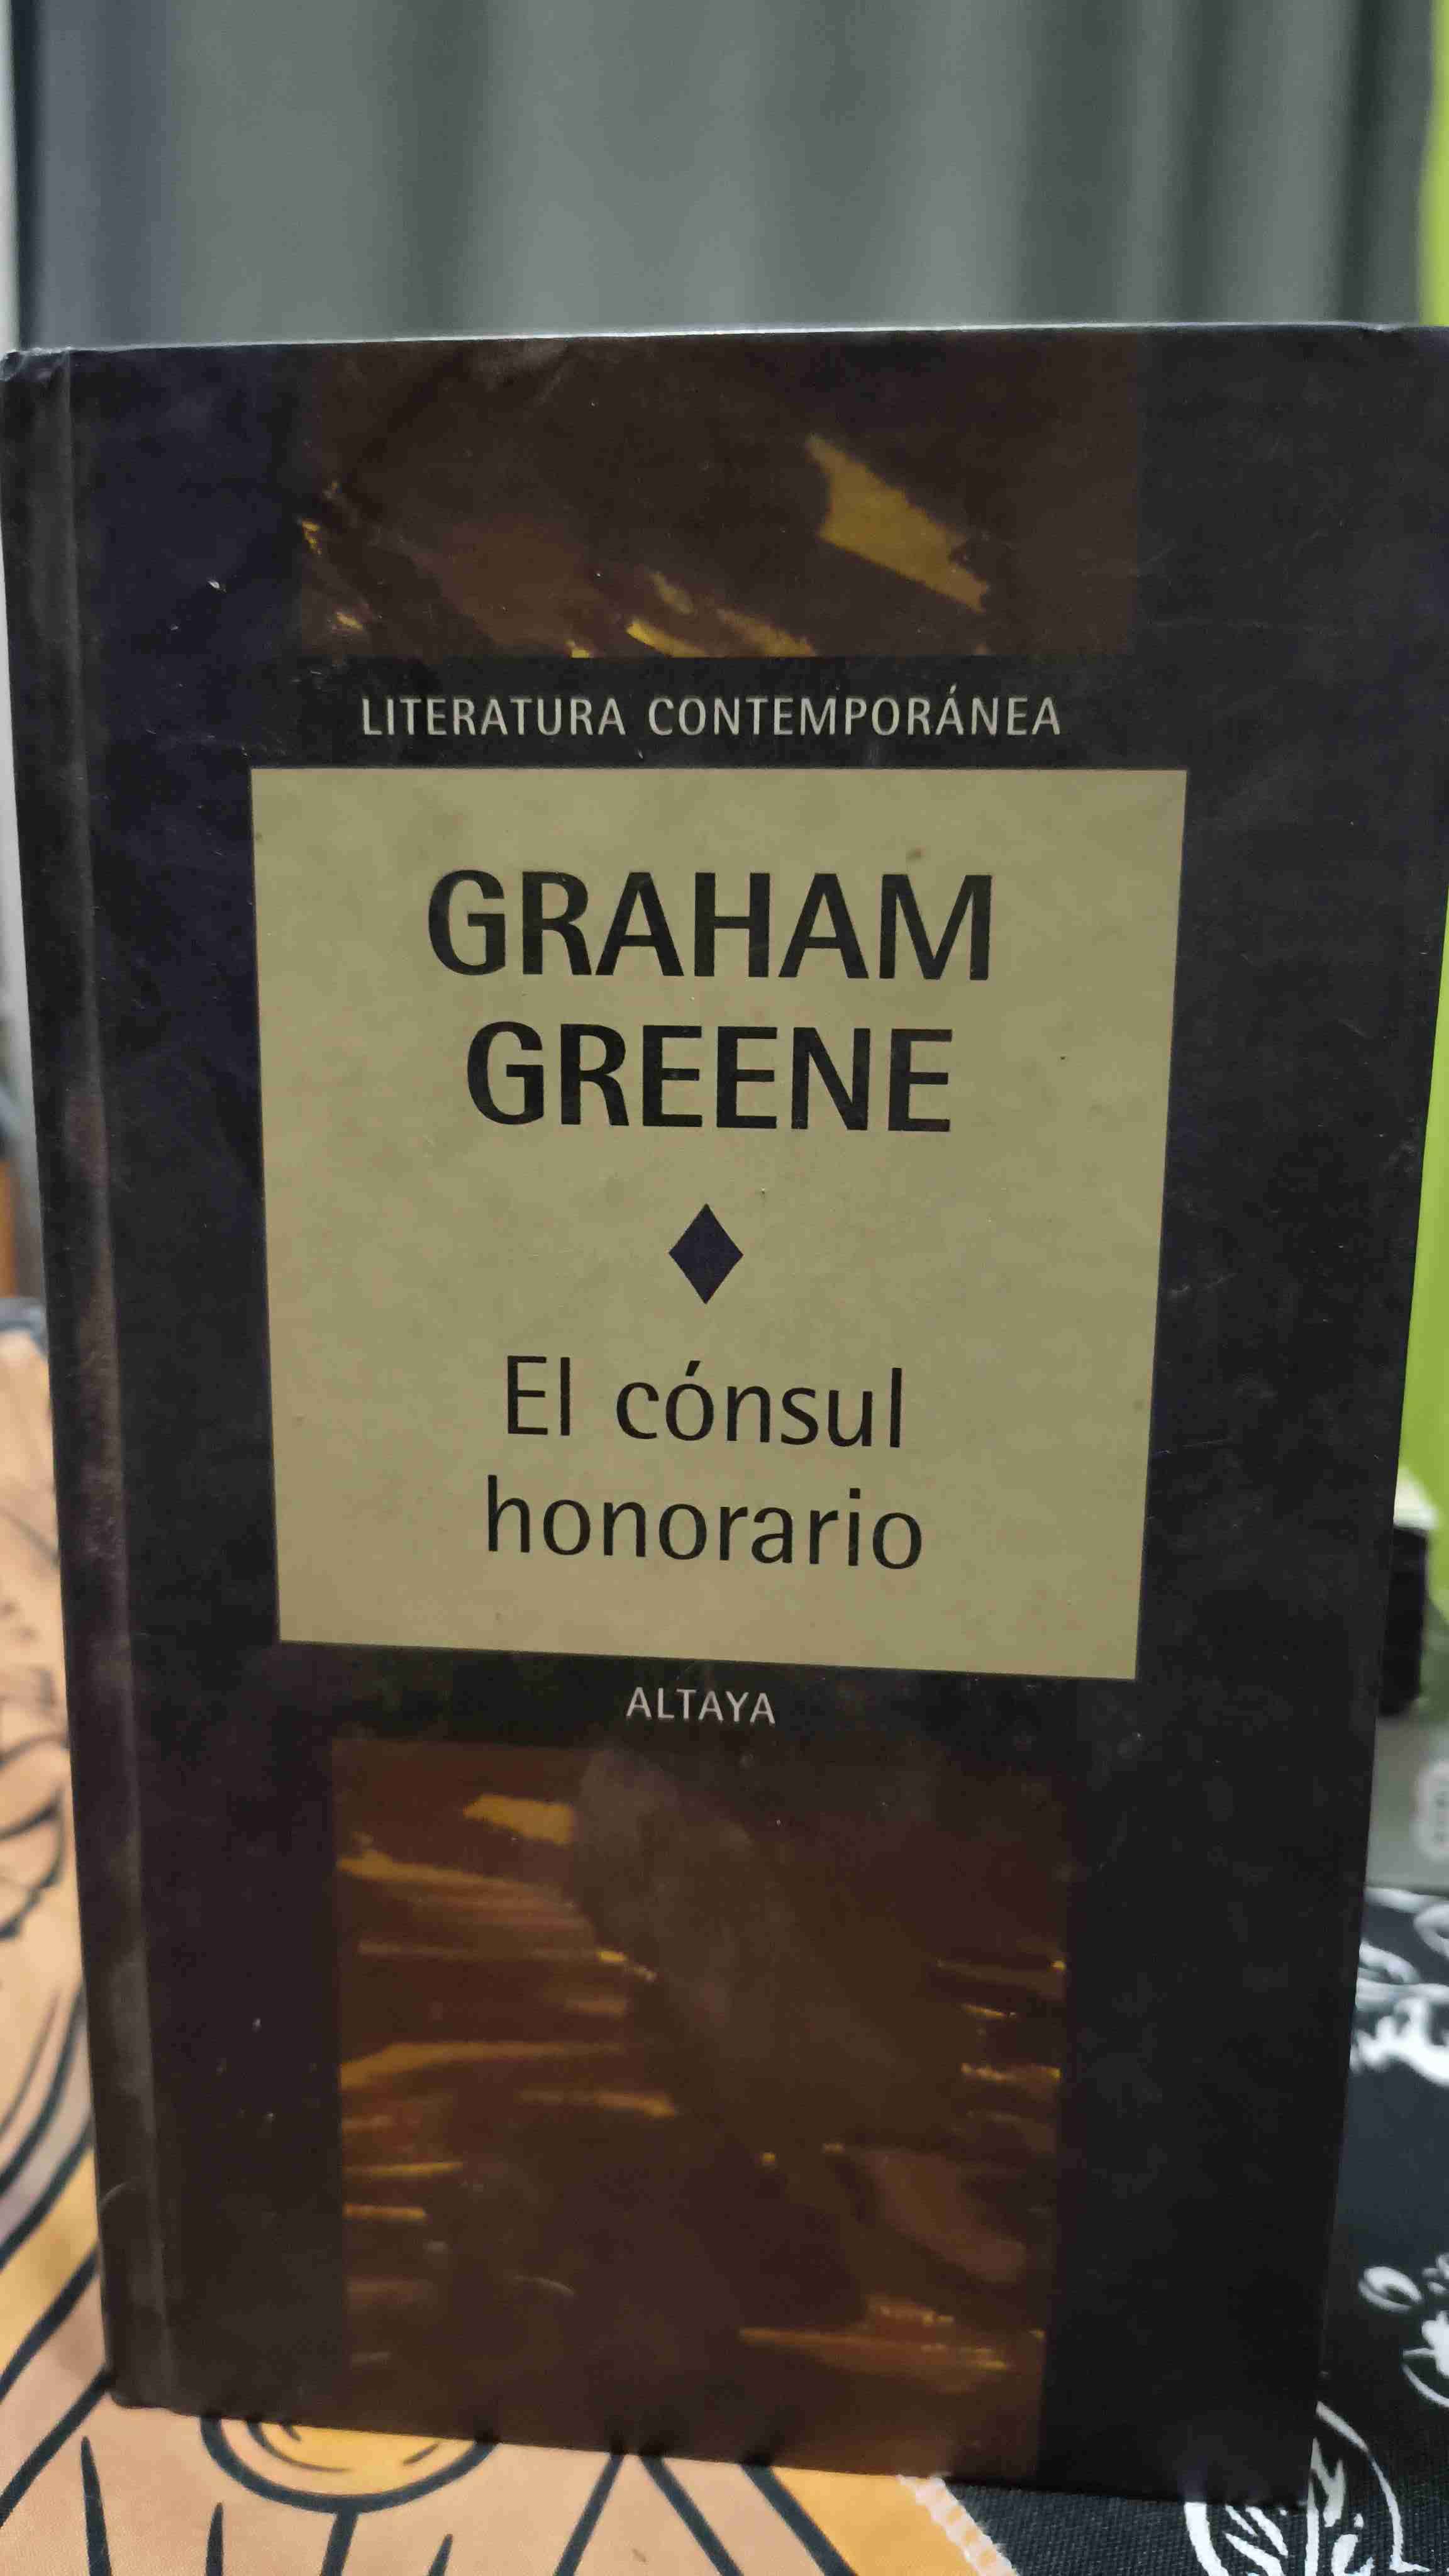 LITERATURA CONTEMPORÁNEA
GRAHAM
GREENE
El cónsul
honorario
ALTAYA